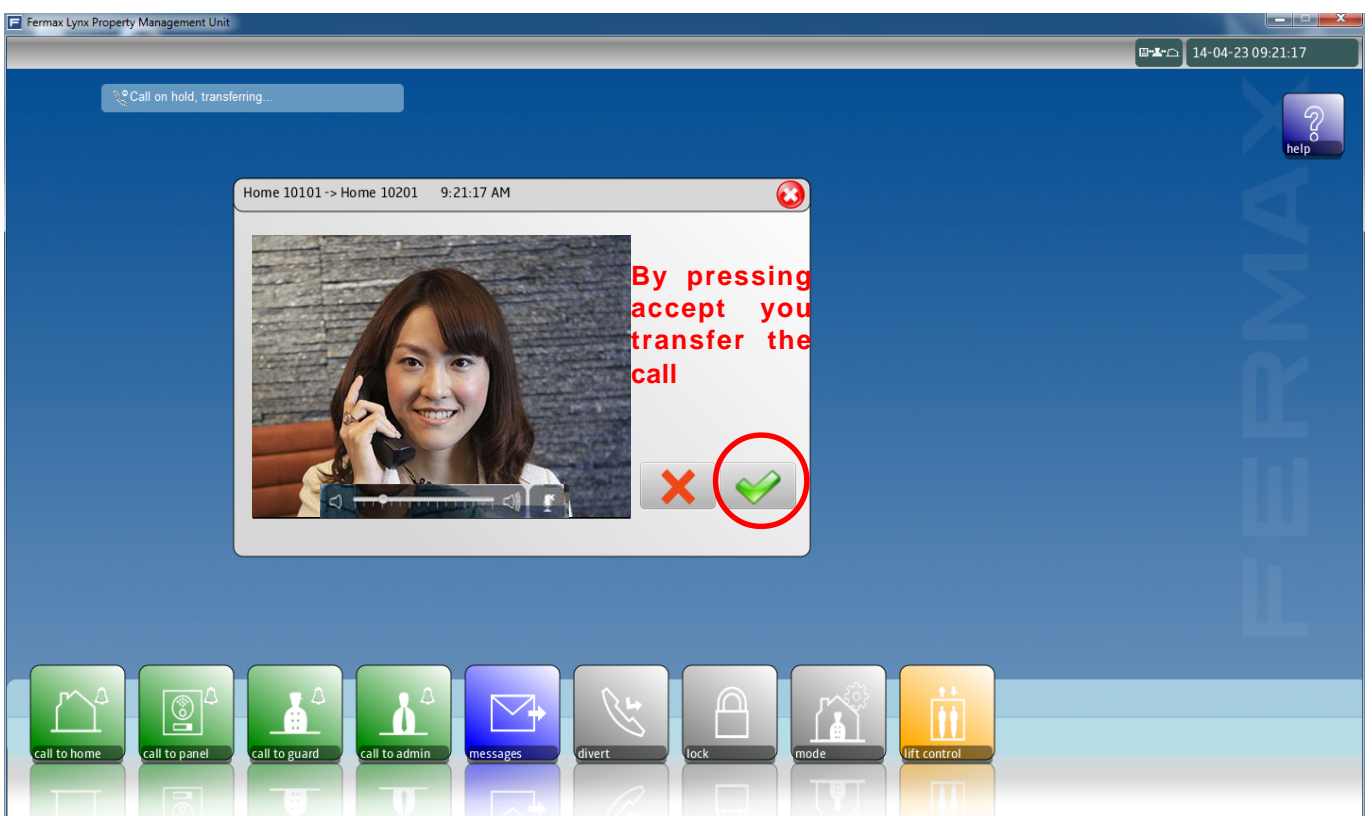 Fermax Lynx Property Management Unit
14-04-23 09:21:17
Call on hold, transferring...
help
Home 10101 -> Home 10201 9:21:17 AM
By pressing
accept you
transfer the
call
FERMAX
call to home
call to panel
call to guard
call to admin
messages
divert
lock
mode
lift control